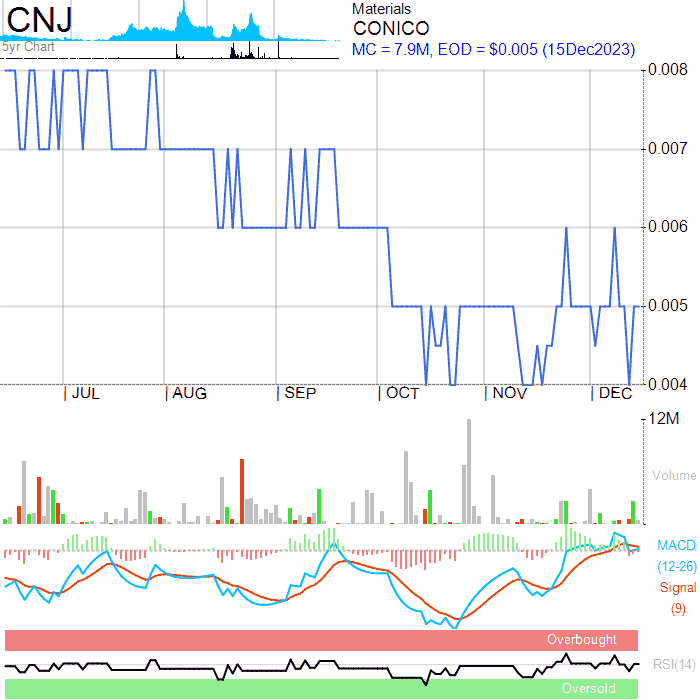 CNJ
5yr Chart
Materials
CONICO
MC = 7.9M, EOD = $0.005 (15Dec2023)
0.008
0.007
0.006
0.005
0.004
JUL AUG SEP OCT NOV DEC
12M
Volume
MACD
(12-26)
Signal
(9)
Overbought
RSI(14)
Oversold